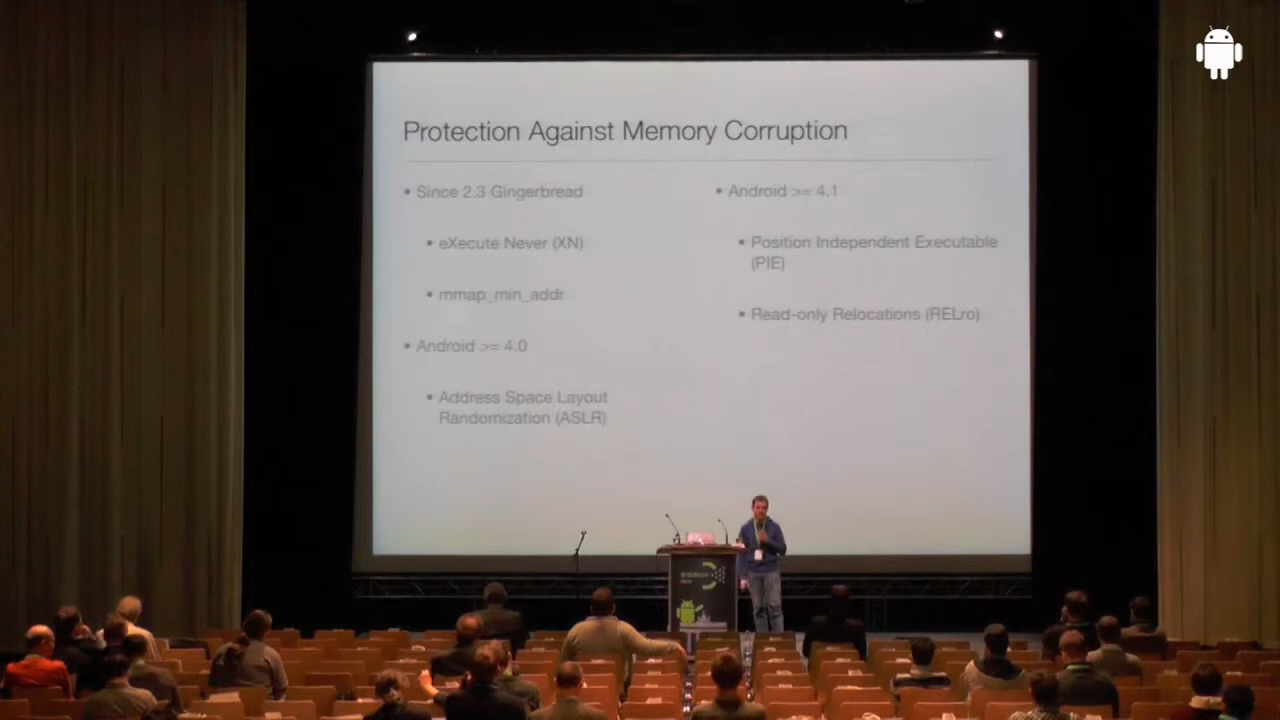 Protection Against Memory Corruption
• Since 2.3 Gingerbread
• eXecute Never (XN)
• mmap_min_addr
• Android >= 4.0
• Address Space Layout
Randomization (ASLR)
• Android >= 4.1
• Position Independent Executable
(PIE)
• Read-only Relocations (RELro)
droidcon